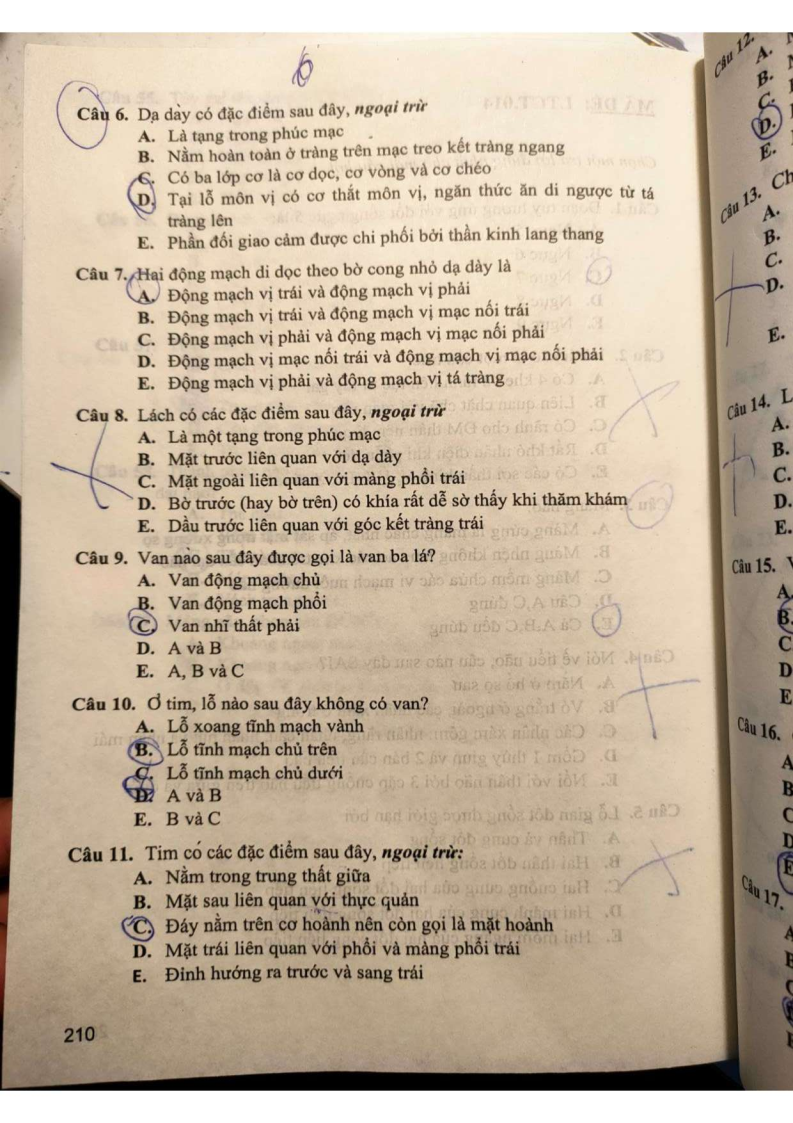 6
Câu 6. Dạ dày có đặc điểm sau đây, ngoại trừ
A. Là tạng trong phúc mạc
B. Nằm hoàn toàn ở tràng trên mạc treo kết tràng ngang
C. Có ba lớp cơ là cơ dọc, cơ vòng và cơ chéo
D. Tại lỗ môn vị có cơ thắt môn vị, ngăn thức ăn di ngược từ tá
tràng lên
E. Phần đối giao cảm được chi phối bởi thần kinh lang thang
Câu 7. Hai động mạch di dọc theo bờ cong nhỏ dạ dày là
A. Động mạch vị trái và động mạch vị phải
B. Động mạch vị trái và động mạch vị mạc nối trái
C. Động mạch vị phải và động mạch vị mạc nối phải
D. Động mạch vị mạc nối trái và động mạch vị mạc nối phải
E. Động mạch vị phải và động mạch vị tá tràng
Câu 8. Lách có các đặc điểm sau đây, ngoại trừ
A. Là một tạng trong phúc mạc
B. Mặt trước liên quan với dạ dày
C. Mặt ngoài liên quan với màng phổi trái
D. Bờ trước (hay bờ trên) có khía rất dễ sờ thấy khi thăm khám
E. Đầu trước liên quan với góc kết tràng trái
Câu 9. Van nào sau đây được gọi là van ba lá?
A. Van động mạch chủ
B. Van động mạch phổi
C. Van nhĩ thất phải
D. A và B
E. A, B và C
Câu 10. Ở tim, lỗ nào sau đây không có van?
A. Lỗ xoang tĩnh mạch vành
B. Lỗ tĩnh mạch chủ trên
C. Lỗ tĩnh mạch chủ dưới
D. A và B
E. B và C
Câu 11. Tim có các đặc điểm sau đây, ngoại trừ:
A. Nằm trong trung thất giữa
B. Mặt sau liên quan với thực quản
C. Đáy nằm trên cơ hoành nên còn gọi là mặt hoành
D. Mặt trái liên quan với phổi và màng phổi trái
E. Đỉnh hướng ra trước và sang trái
210
Câu 12.
A.
B.
C.
D.
E.
Câu 13. Ch
A.
B.
C.
D.
E.
Câu 14. L
A.
B.
C.
D.
E.
Câu 15.
A
B.
C
D
E
Câu 16.
A
B
C
D
E
Câu 17.
A